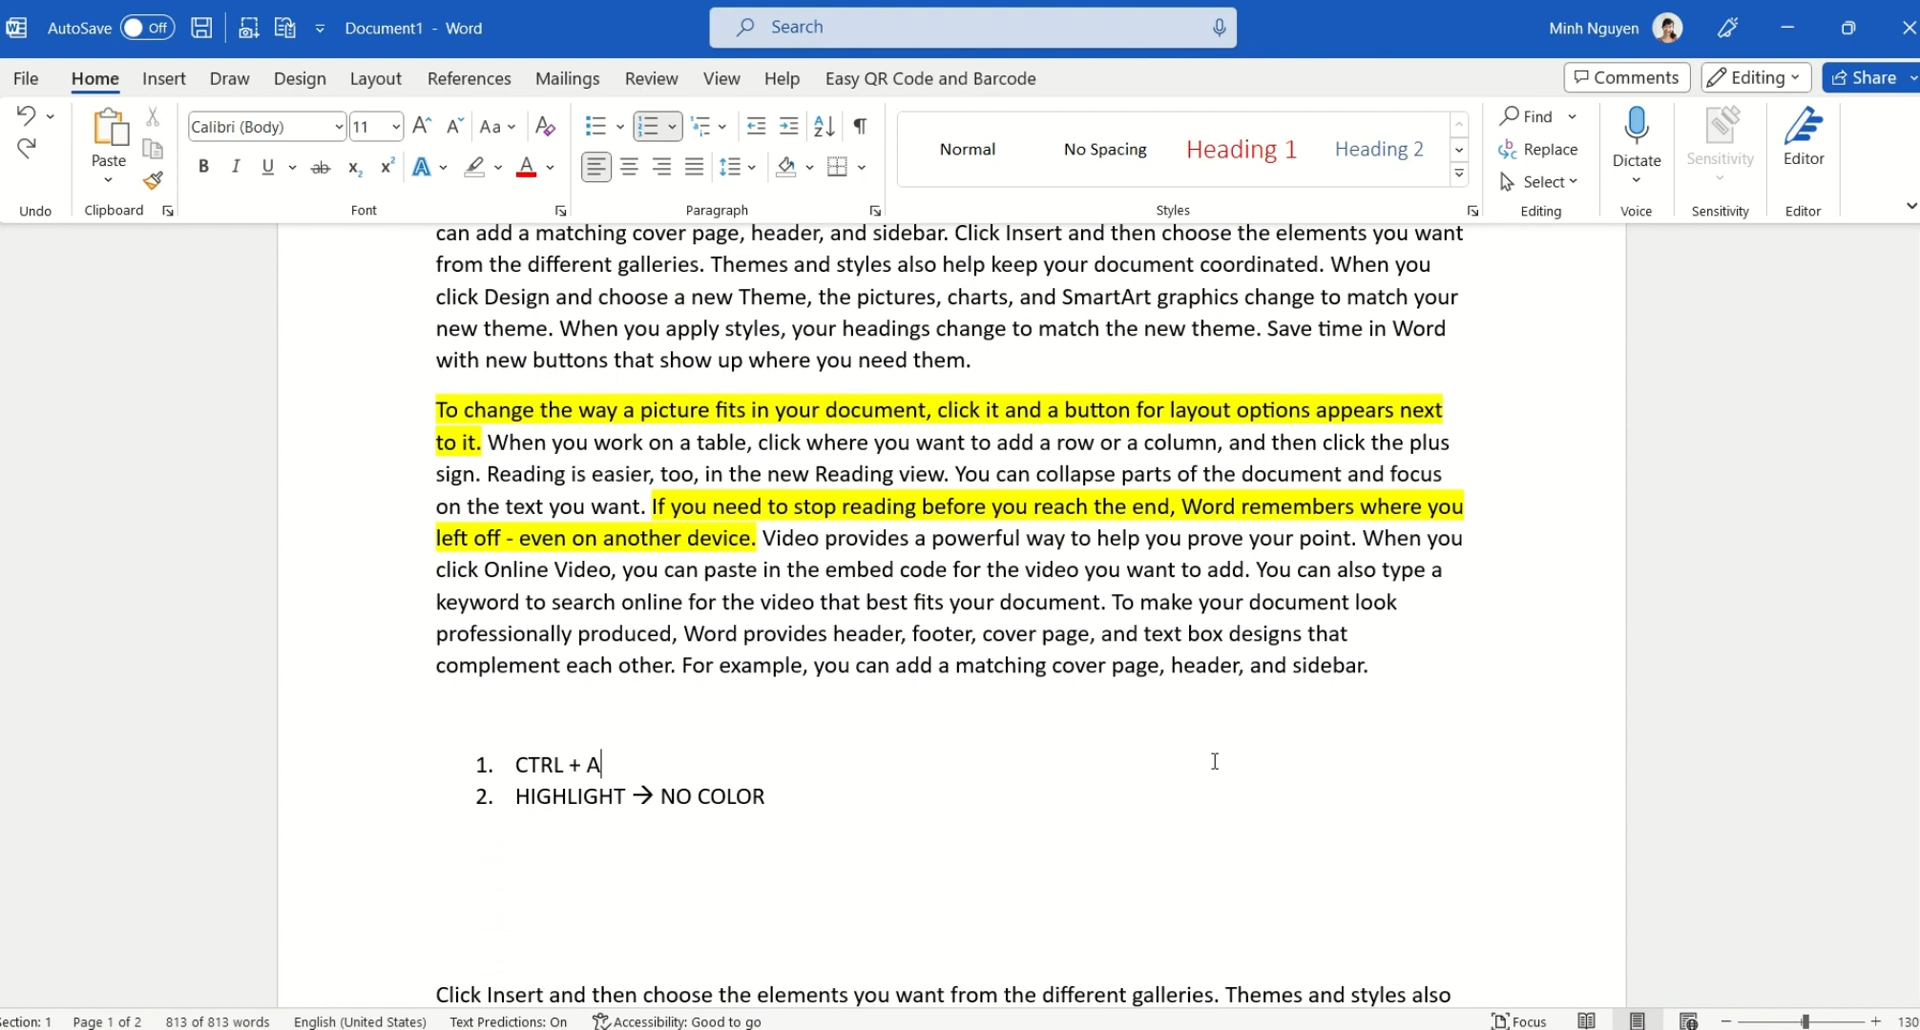 AutoSave Off Document1 - Word Search Minh Nguyen
File Home Insert Draw Design Layout References Mailings Review View Help Easy QR Code and Barcode Comments Editing Share
Paste Calibri (Body) 11 Aa Normal No Spacing Heading 1 Heading 2 Find Replace Select Dictate Sensitivity Editor
Undo Clipboard Font Paragraph Styles Editing Voice Sensitivity Editor
can add a matching cover page, header, and sidebar. Click Insert and then choose the elements you want
from the different galleries. Themes and styles also help keep your document coordinated. When you
click Design and choose a new Theme, the pictures, charts, and SmartArt graphics change to match your
new theme. When you apply styles, your headings change to match the new theme. Save time in Word
with new buttons that show up where you need them.
To change the way a picture fits in your document, click it and a button for layout options appears next
to it. When you work on a table, click where you want to add a row or a column, and then click the plus
sign. Reading is easier, too, in the new Reading view. You can collapse parts of the document and focus
on the text you want. If you need to stop reading before you reach the end, Word remembers where you
left off - even on another device. Video provides a powerful way to help you prove your point. When you
click Online Video, you can paste in the embed code for the video you want to add. You can also type a
keyword to search online for the video that best fits your document. To make your document look
professionally produced, Word provides header, footer, cover page, and text box designs that
complement each other. For example, you can add a matching cover page, header, and sidebar.
1. CTRL + A
2. HIGHLIGHT → NO COLOR
Click Insert and then choose the elements you want from the different galleries. Themes and styles also
ection: 1 Page 1 of 2 813 of 813 words English (United States) Text Predictions: On Accessibility: Good to go Focus 130